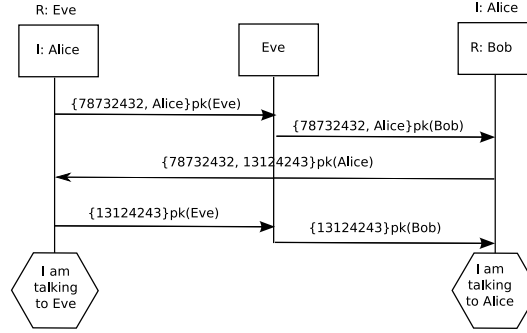 R: Eve
I: Alice
I: Alice
Eve
R: Bob
{78732432, Alice}pk(Eve)
{78732432, Alice}pk(Bob)
{78732432, 13124243}pk(Alice)
{13124243}pk(Eve)
{13124243}pk(Bob)
I am
talking
to Eve
I am
talking
to Alice